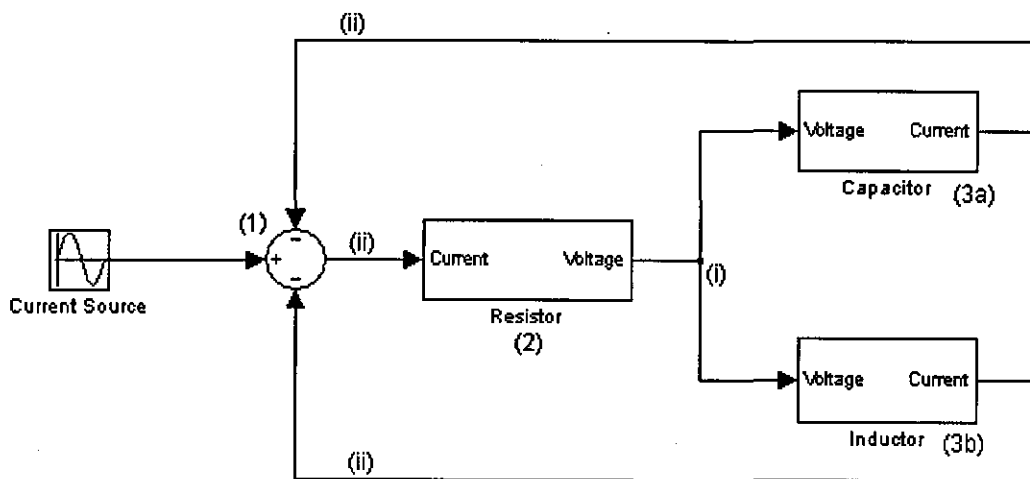 (ii)
Voltage Current
Capacitor (3a)
(1)
-
+
-
(ii)
Current Voltage
(i)
Current Source
Resistor
(2)
Voltage Current
Inductor (3b)
(ii)